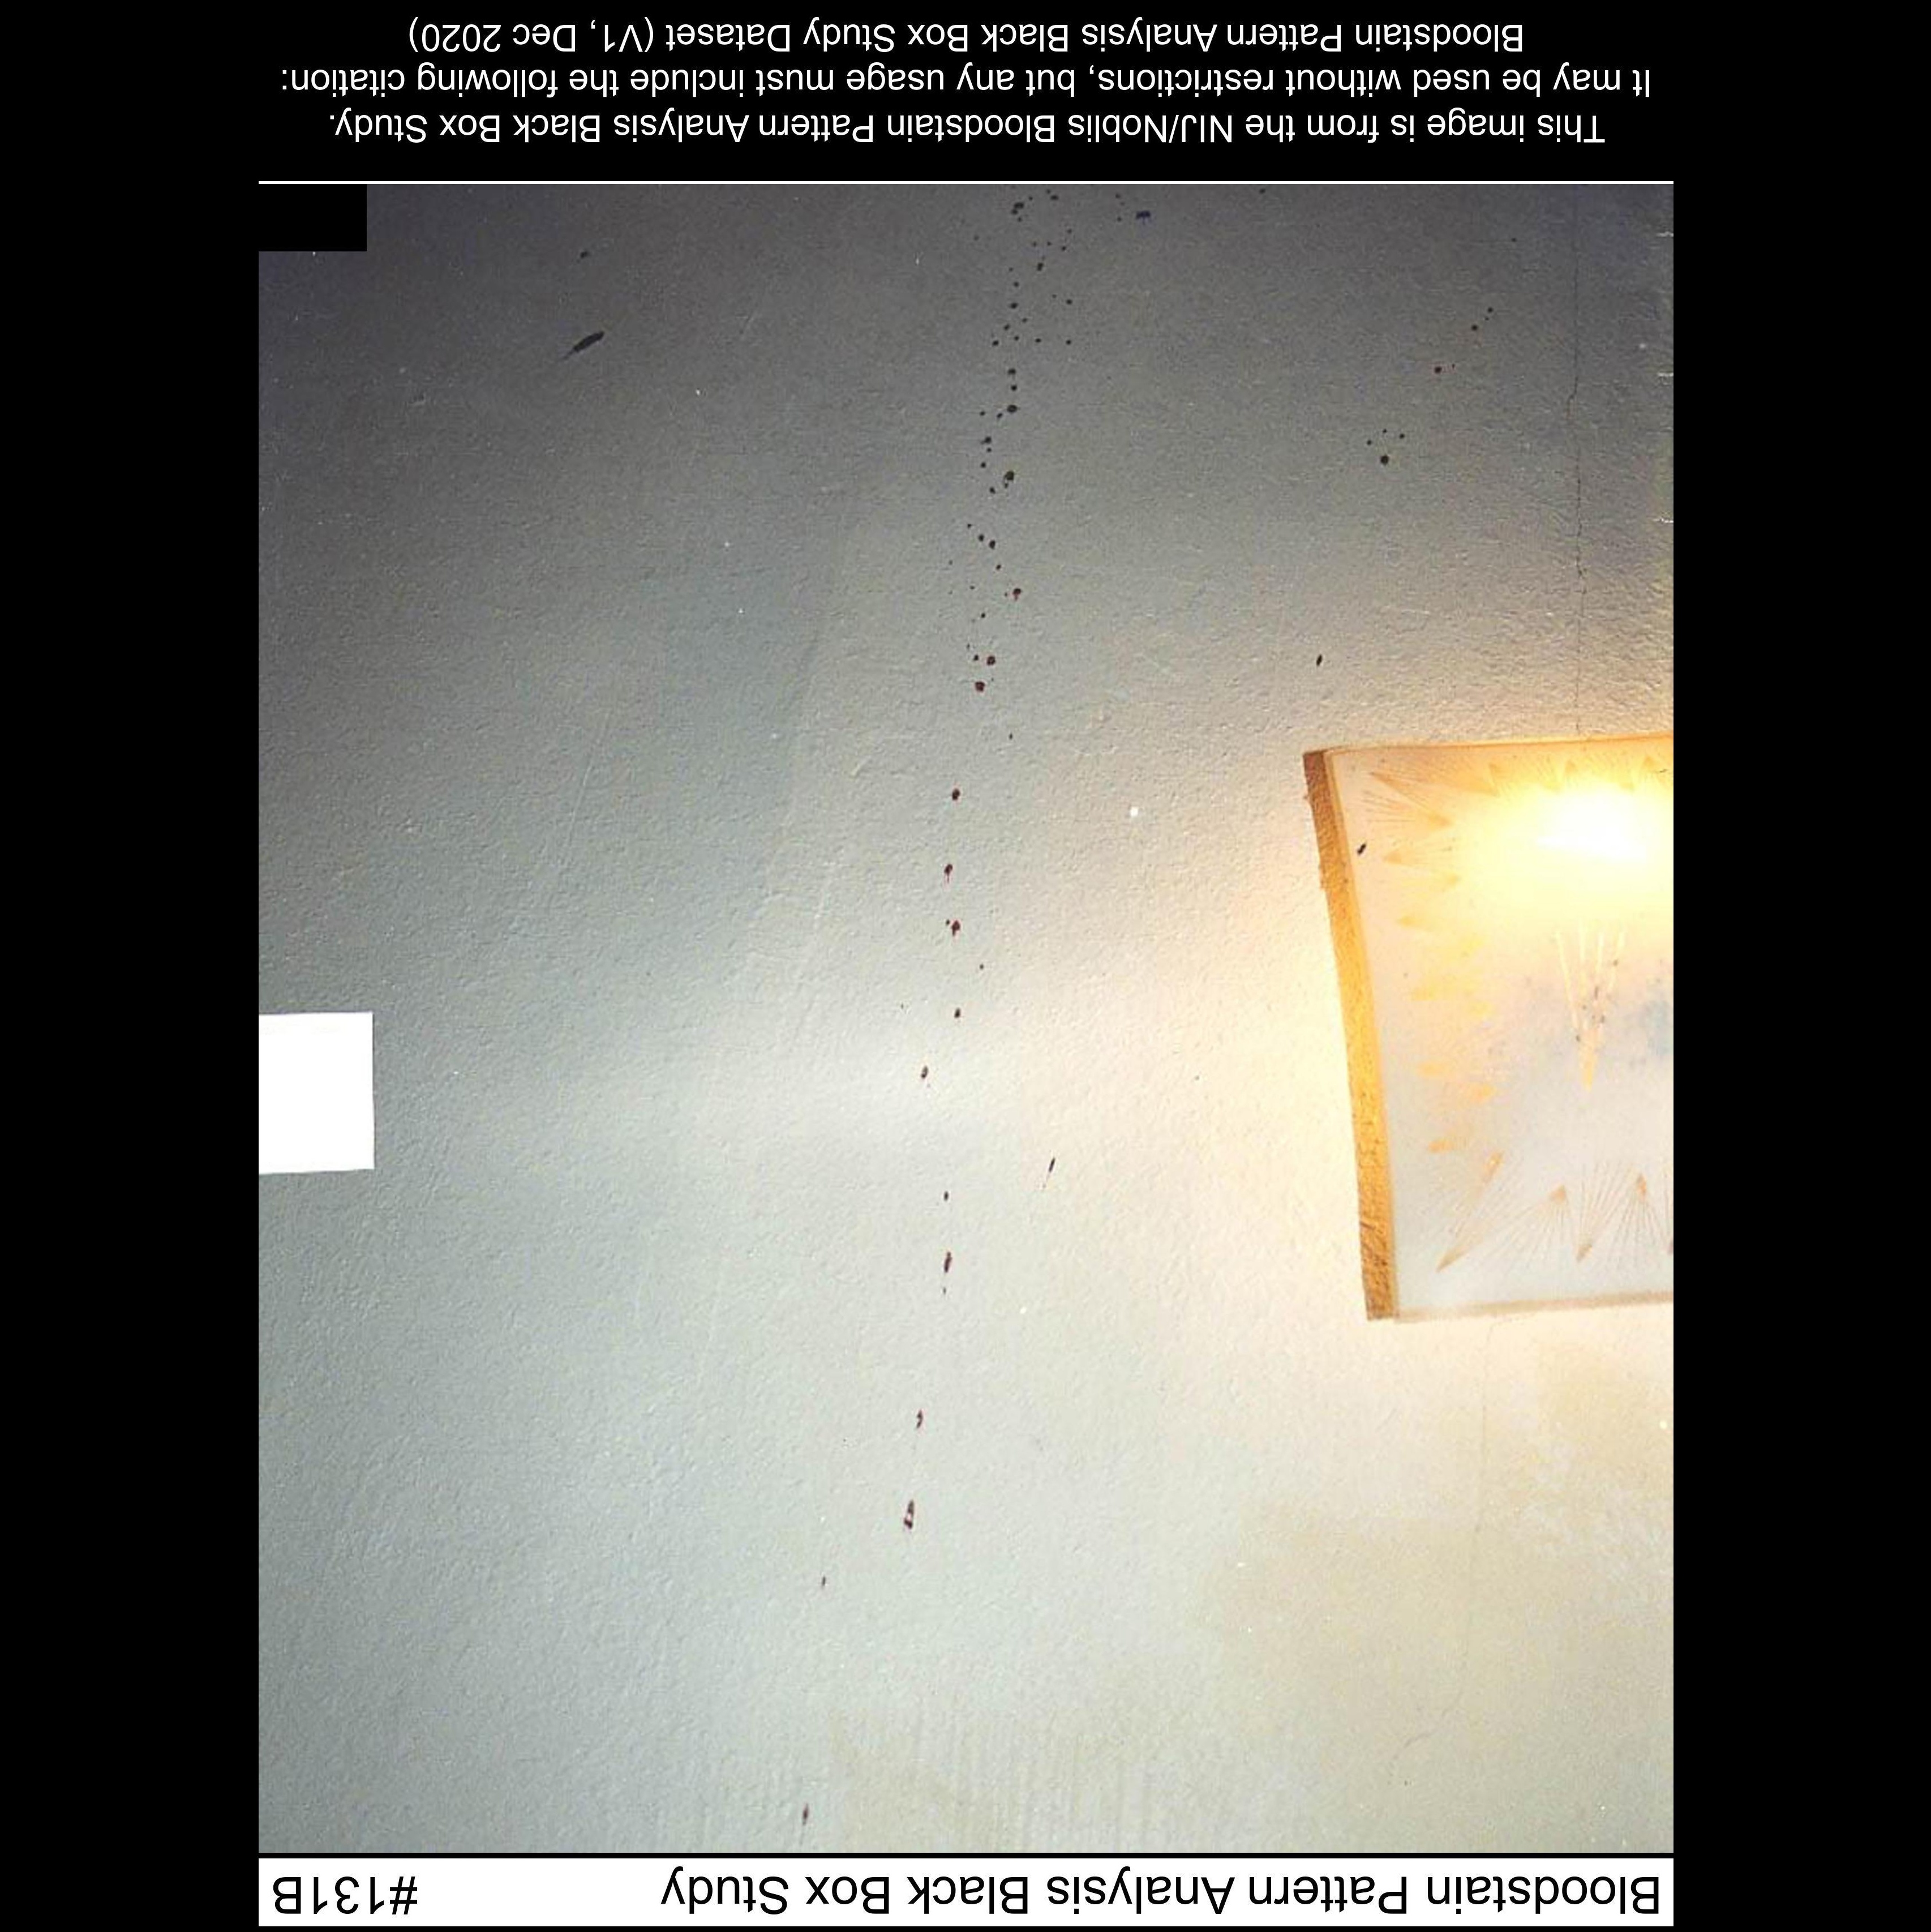 Bloodstain Pattern Analysis Black Box Study #131B
This image is from the NIJ/Noblis Bloodstain Pattern Analysis Black Box Study.
It may be used without restrictions, but any usage must include the following citation:
Bloodstain Pattern Analysis Black Box Study Dataset (V1, Dec 2020)